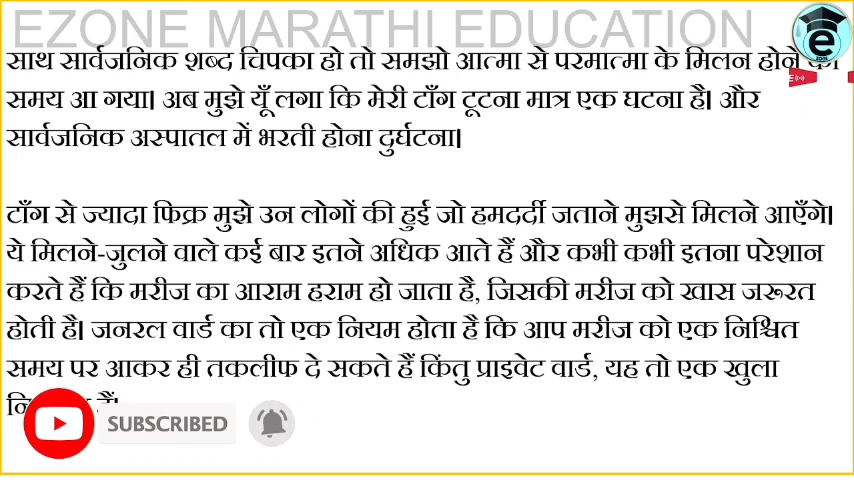 EZONE MARATHI EDUCATION
साथ सार्वजनिक शब्द चिपका हो तो समझो आत्मा से परमात्मा के मिलन होने का
समय आ गया। अब मुझे यूँ लगा कि मेरी टाँग टूटना मात्र एक घटना है। और
सार्वजनिक अस्पातल में भरती होना दुर्घटना।
टाँग से ज्यादा फिक्र मुझे उन लोगों की हुई जो हमदर्दी जताने मुझसे मिलने आएँगे।
ये मिलने-जुलने वाले कई बार इतने अधिक आते हैं और कभी कभी इतना परेशान
करते हैं कि मरीज का आराम हराम हो जाता है, जिसकी मरीज को खास जरूरत
होती है। जनरल वार्ड का तो एक नियम होता है कि आप मरीज को एक निश्चित
समय पर आकर ही तकलीफ दे सकते हैं किंतु प्राइवेट वार्ड, यह तो एक खुला
हैं।
SUBSCRIBED